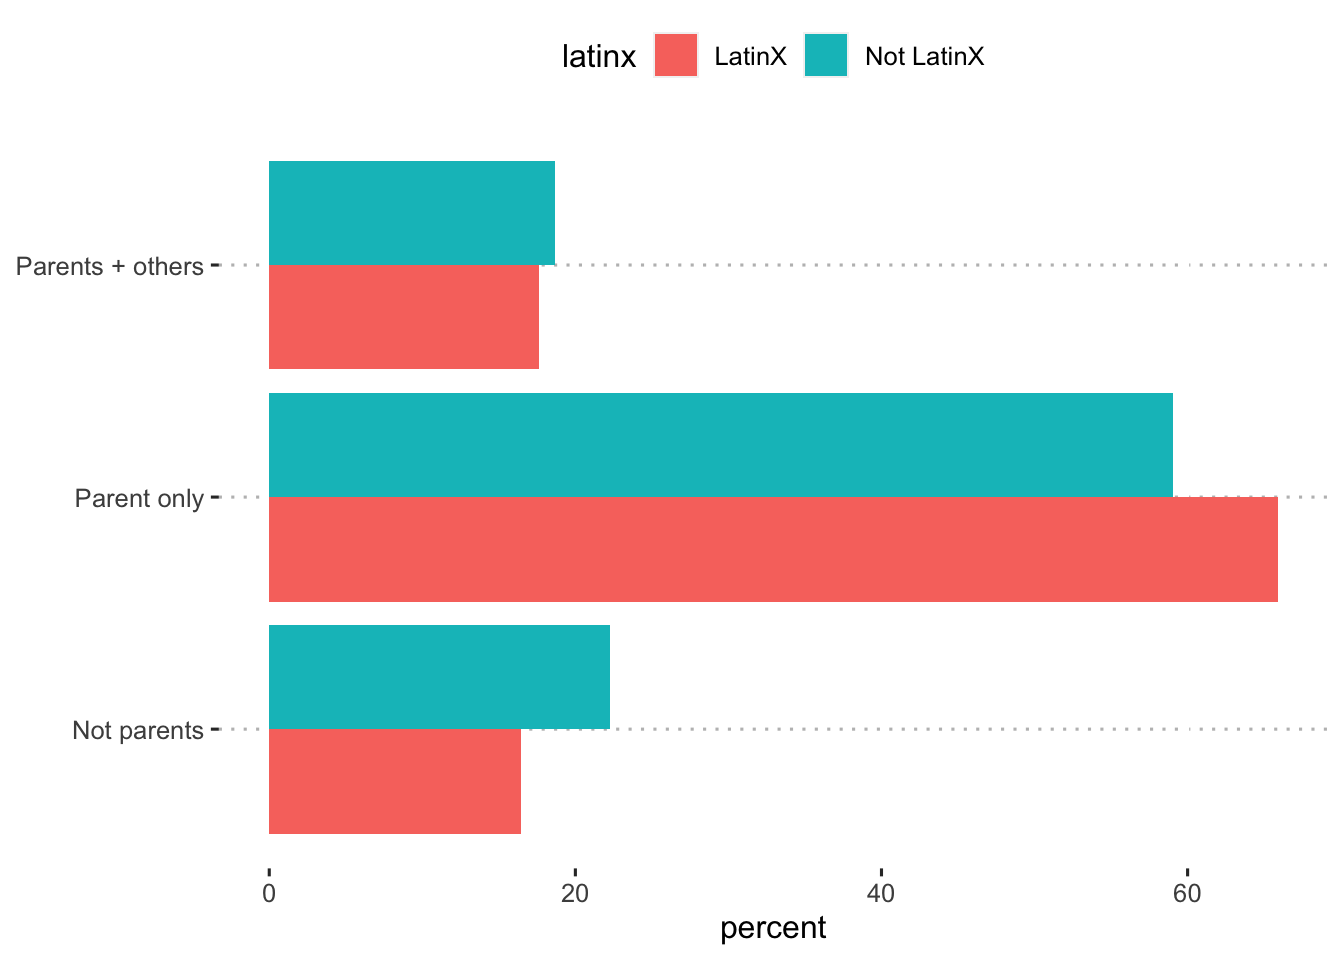 latinx LatinX Not LatinX
Parents + others
Parent only
Not parents
0 20 40 60
percent